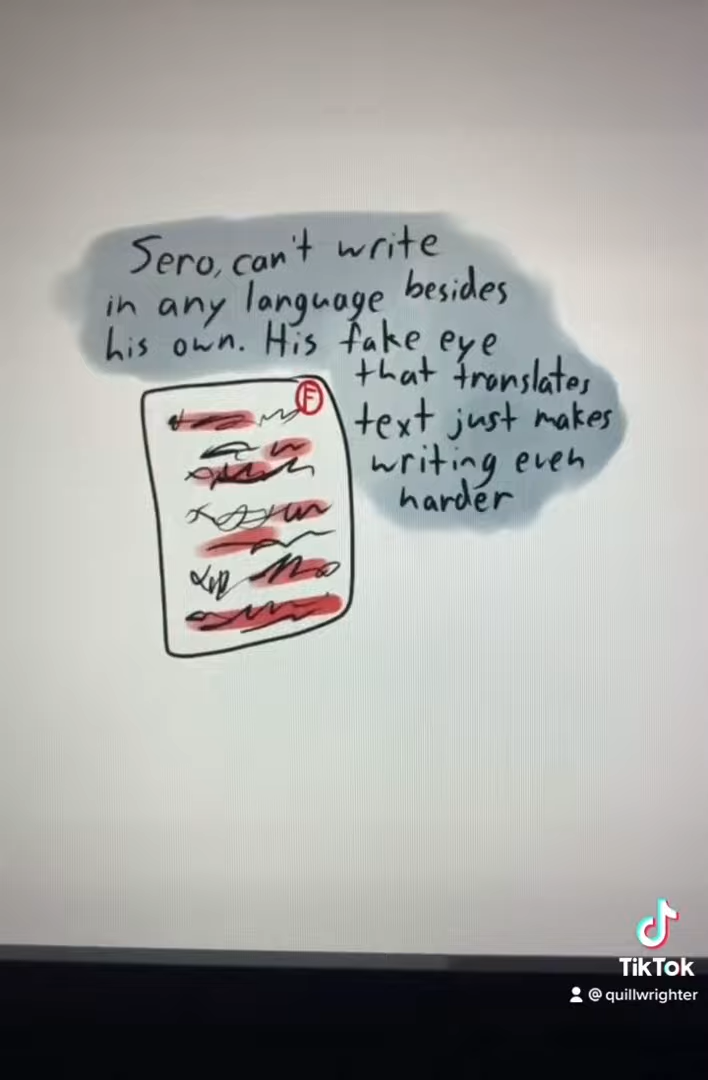 Sero, can't write
in any language besides
his own. His fake eye
that translates
text just makes
writing even
harder
F
TikTok
@quillwrighter